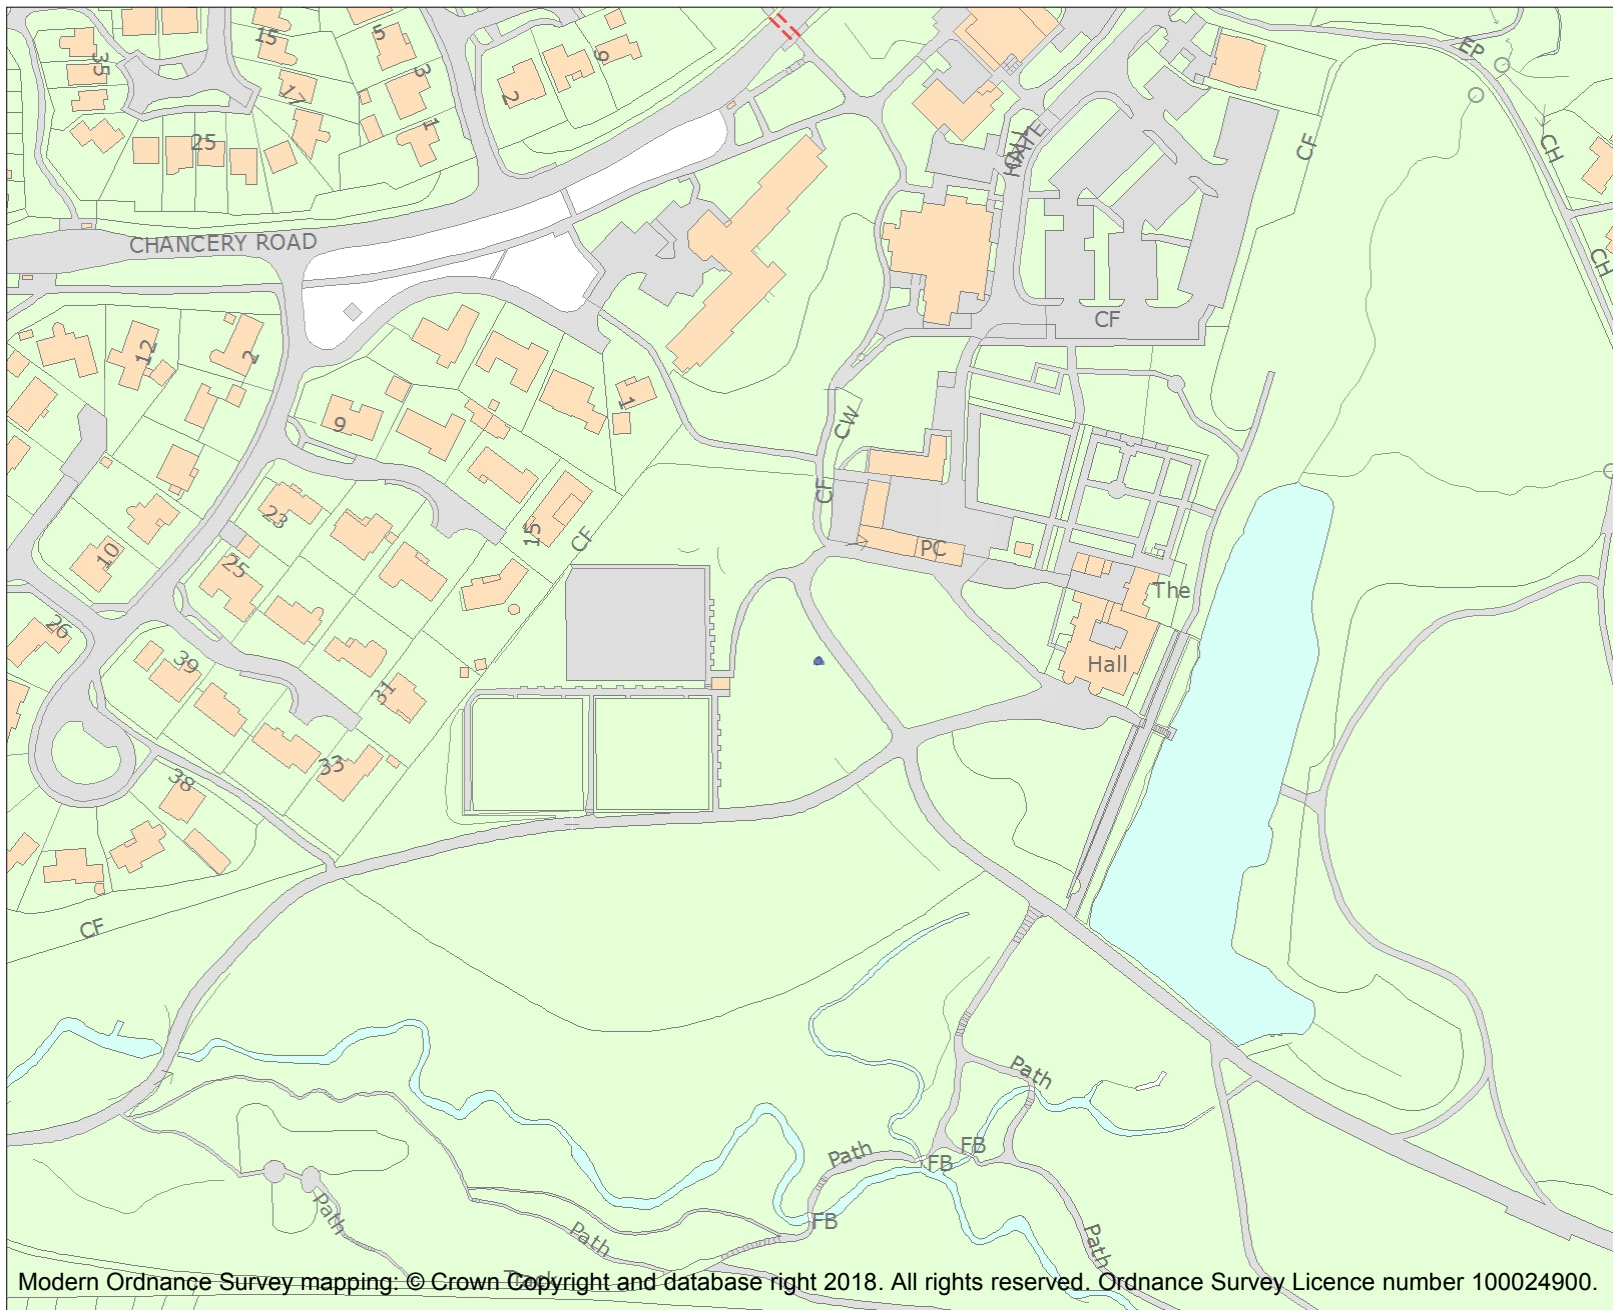 35
15
5
3
17
1
2
9
25
EP
CH
CF
CH
CHANCERY ROAD
CF
12
2
9
1
CW
CF
15
CF
23
10
25
PC
The
Hall
26
39
31
33
38
CF
Path
Path
FB
FB
FB
Path
Path
Path
Track
Modern Ordnance Survey mapping: © Crown Copyright and database right 2018. All rights reserved. Ordnance Survey Licence number 100024900.